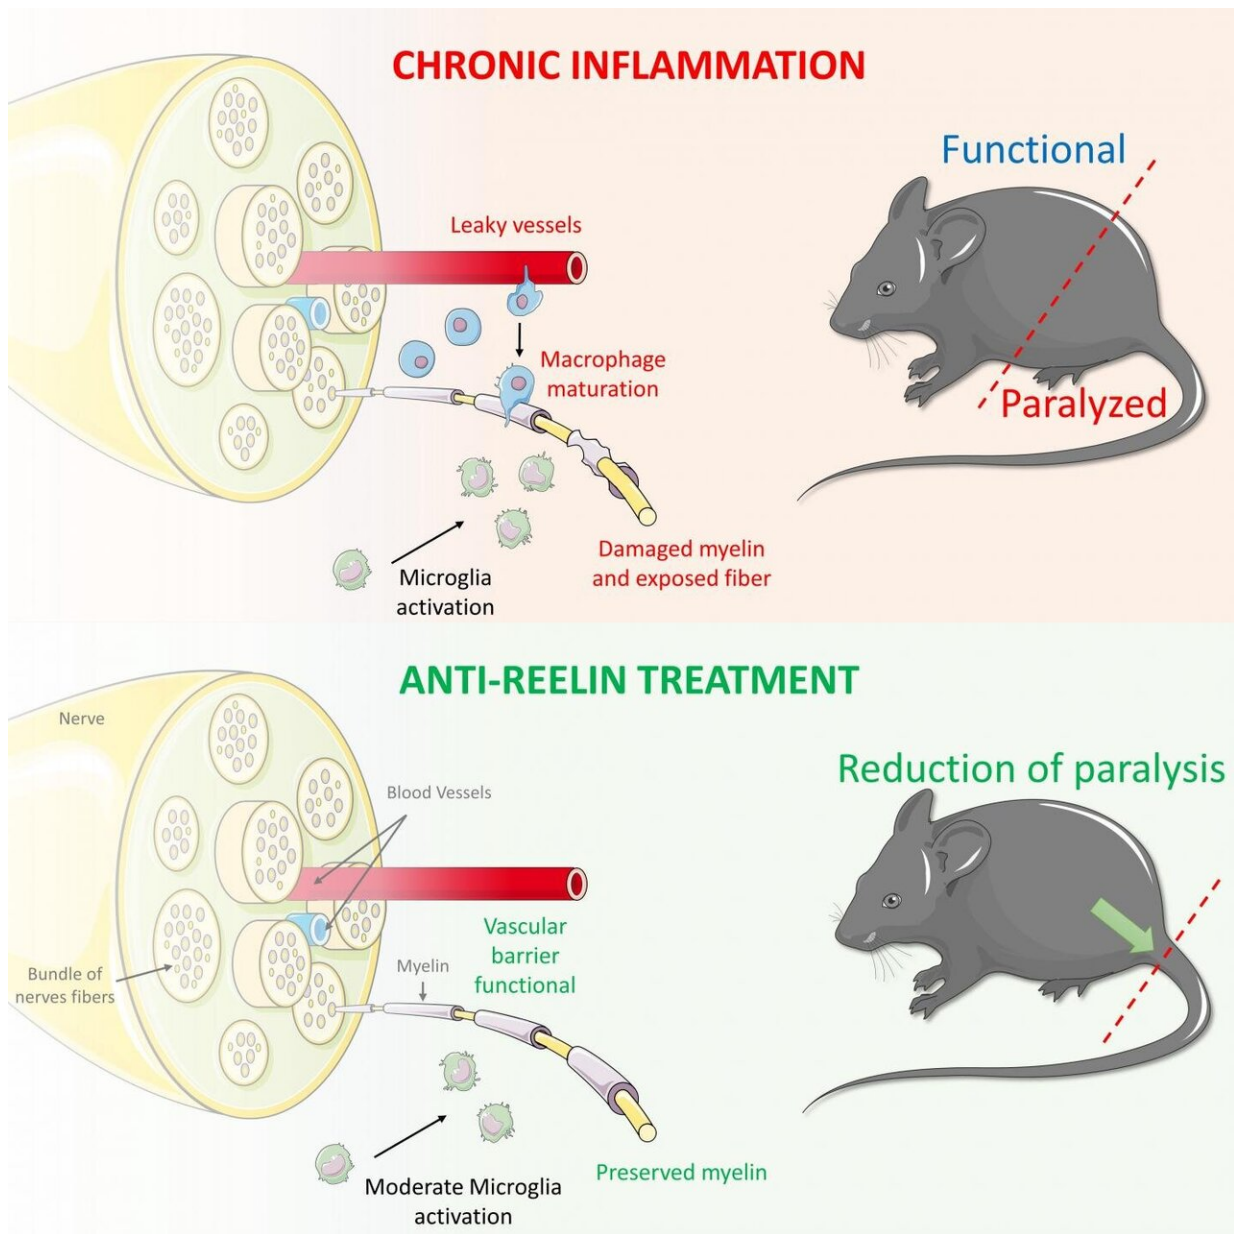 CHRONIC INFLAMMATION
Functional
Leaky vessels
Macrophage
maturation
Paralyzed
Damaged myelin
and exposed fiber
Microglia
activation
ANTI-REELIN TREATMENT
Nerve
Reduction of paralysis
Blood Vessels
Vascular
barrier
functional
Myelin
Bundle of
nerves fibers
Preserved myelin
Moderate Microglia
activation